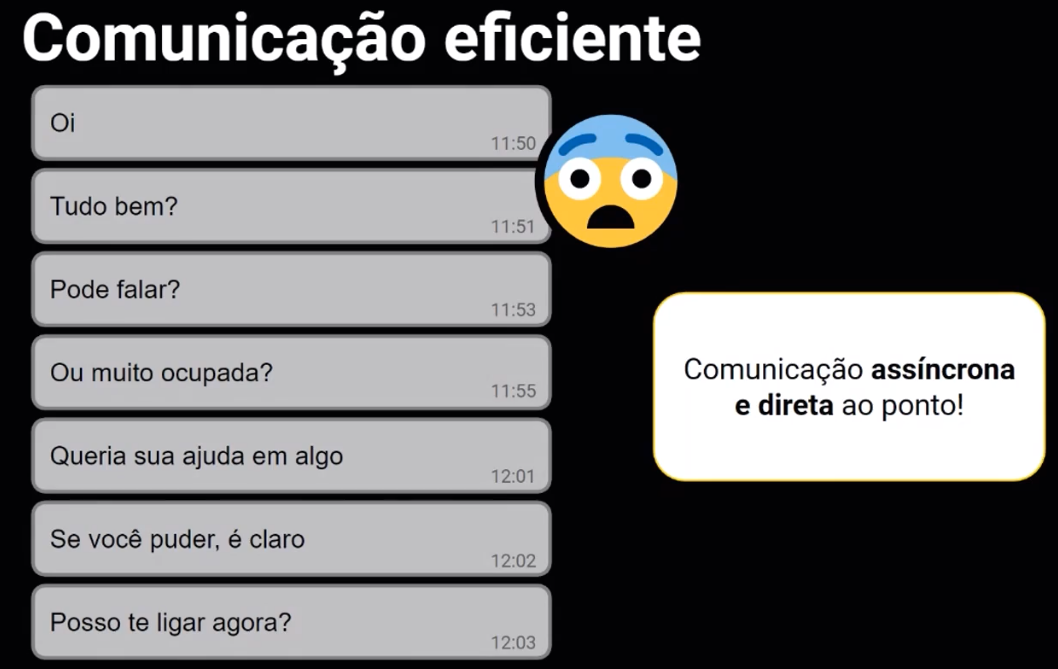 Comunicação eficiente
Oi
11:50
Tudo bem?
11:51
Pode falar?
11:53
Ou muito ocupada?
11:55
Queria sua ajuda em algo
12:01
Se você puder, é claro
12:02
Posso te ligar agora?
12:03
Comunicação assíncrona
e direta ao ponto!